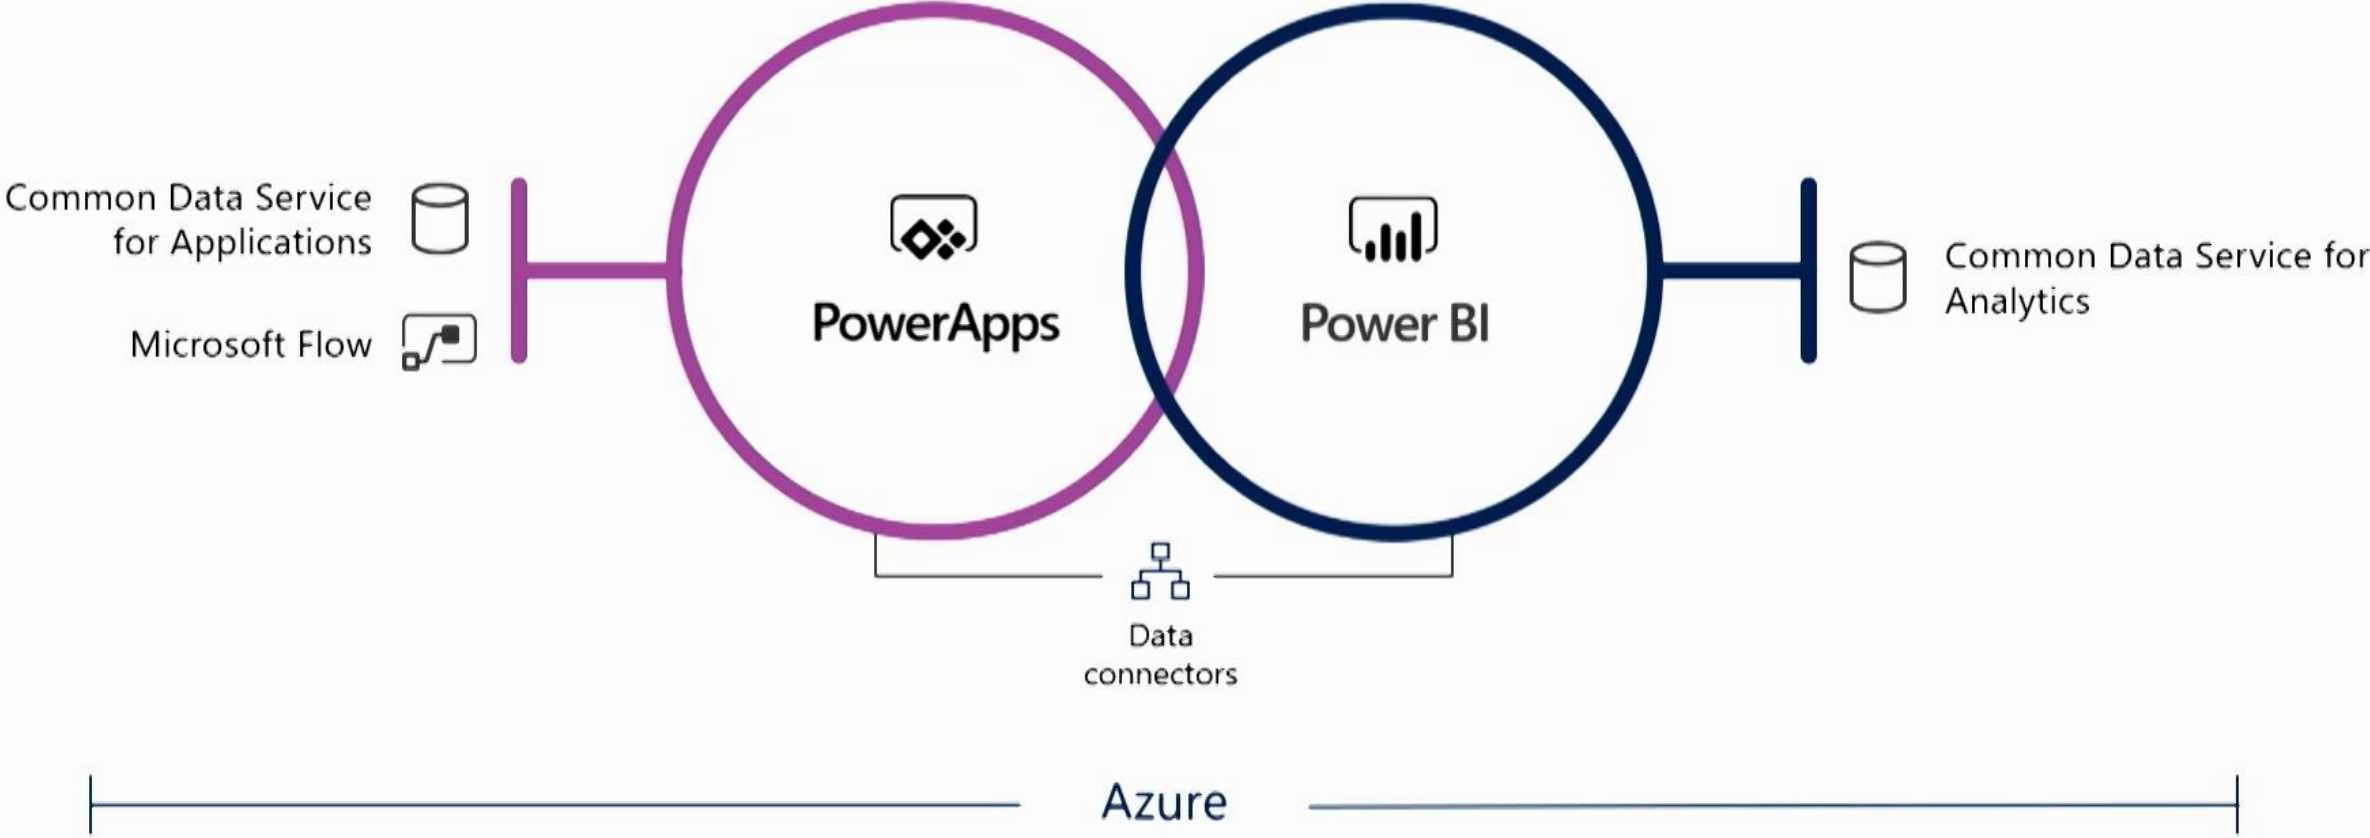 Common Data Service
for Applications
Microsoft Flow
PowerApps
Power BI
Common Data Service for
Analytics
Data
connectors
Azure